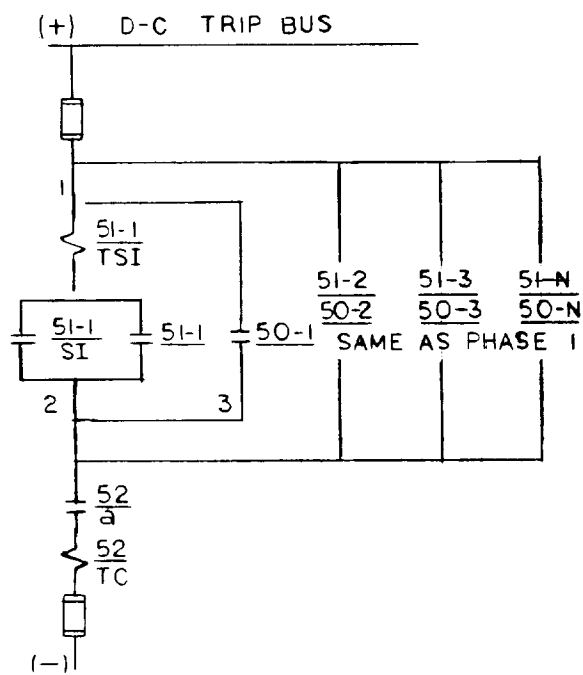 (+) D-C TRIP BUS
1
51-1
TSI
51-1
SI
51-1
50-1
51-2
50-2
51-3
50-3
51-N
50-N
SAME AS PHASE 1
2
3
52
a
52
TC
(-)